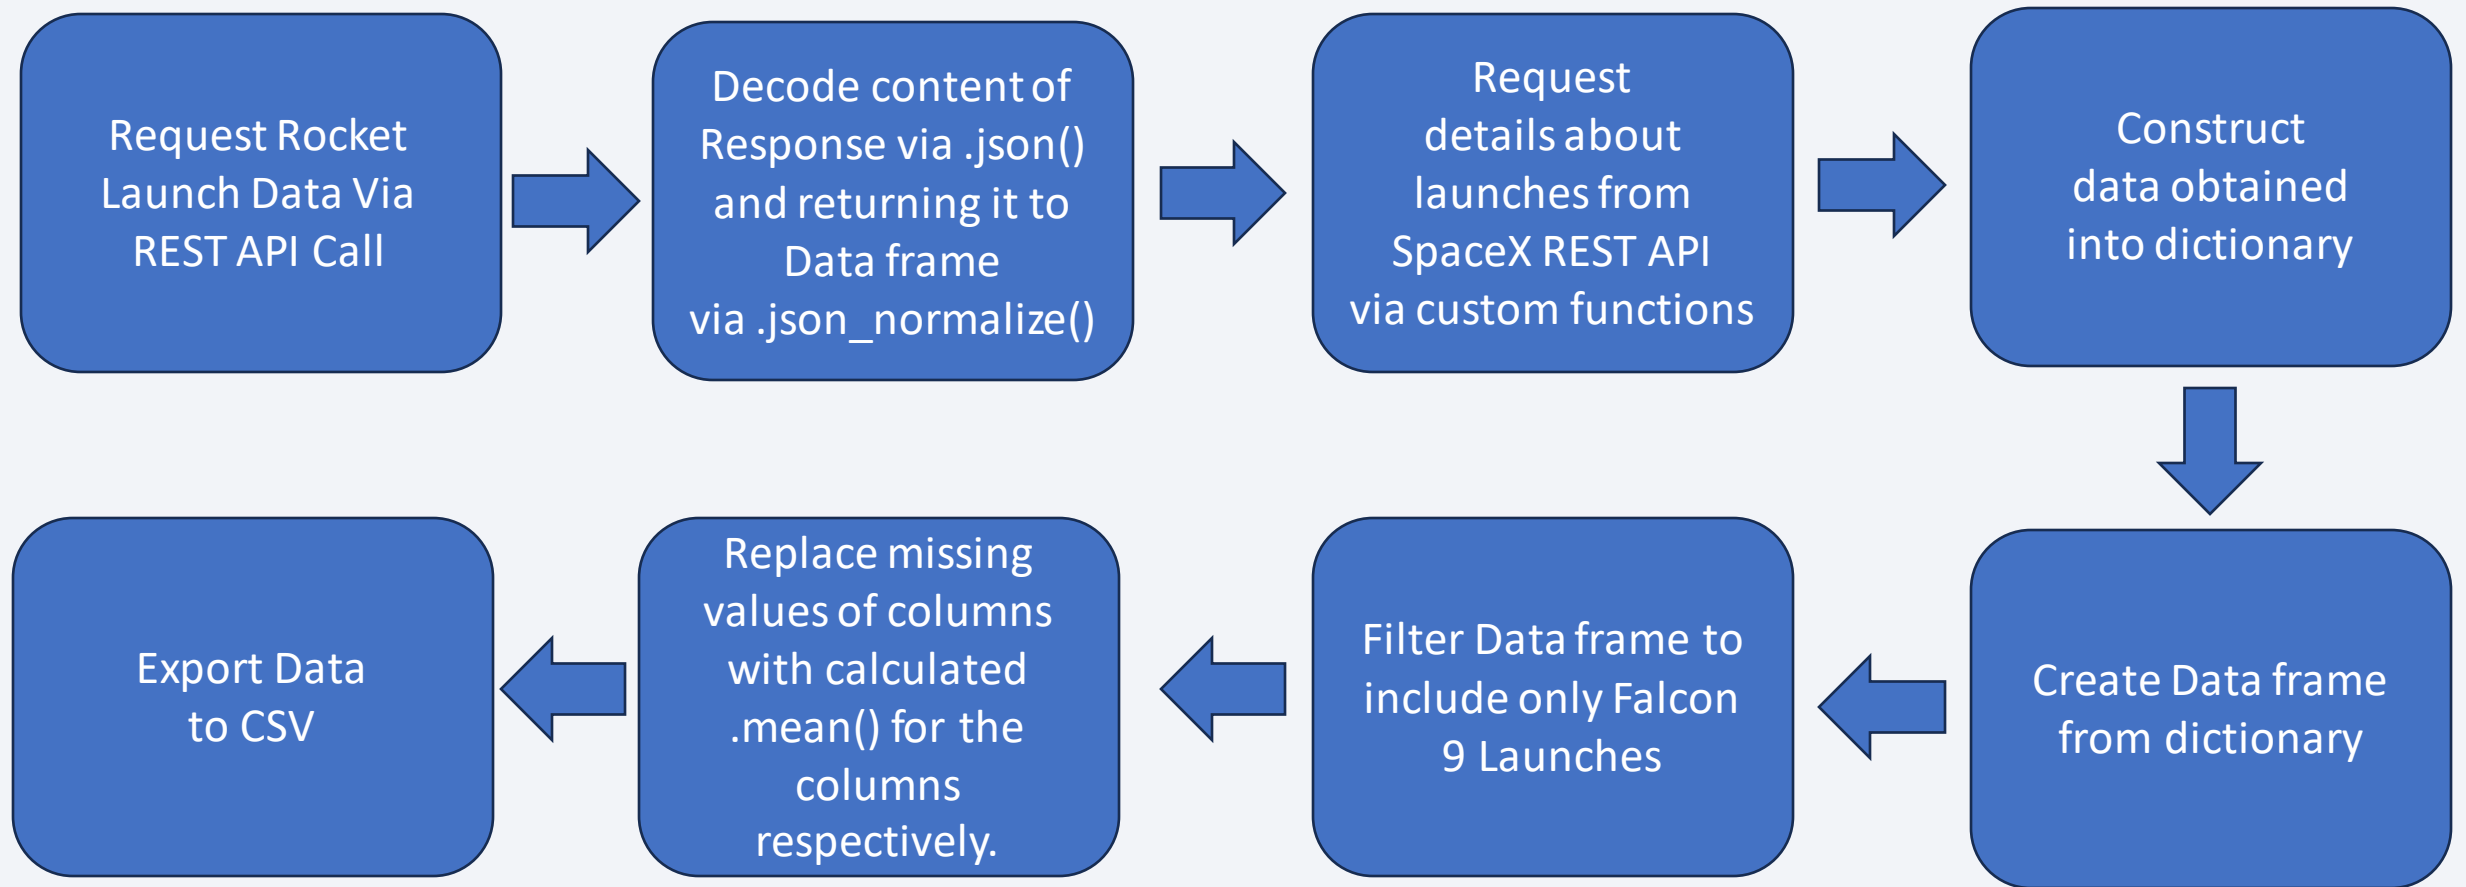 Request Rocket
Launch Data Via
REST API Call
Decode content of
Response via .json()
and returning it to
Data frame
via .json_normalize()
Request
details about
launches from
SpaceX REST API
via custom functions
Construct
data obtained
into dictionary
Create Data frame
from dictionary
Filter Data frame to
include only Falcon
9 Launches
Replace missing
values of columns
with calculated
.mean() for the
columns
respectively.
Export Data
to CSV